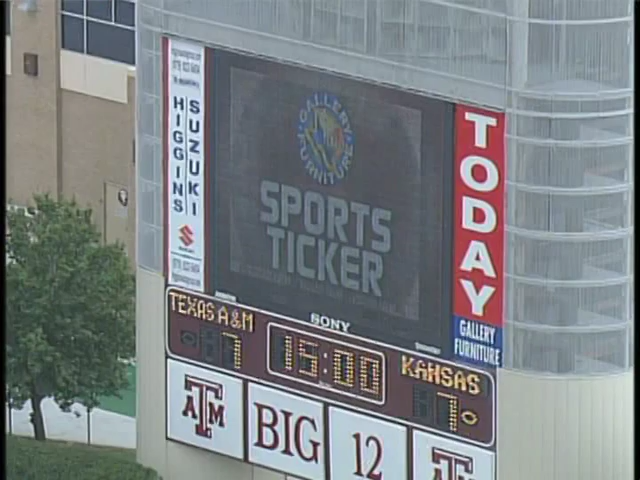 HIGGINS
SUZUKI
GALLERY
FURNITURE
SPORTS
TICKER
TODAY
GALLERY
FURNITURE
SONY
TEXAS A&M
7
15:00
KANSAS
7
ATM
BIG
12
ATM